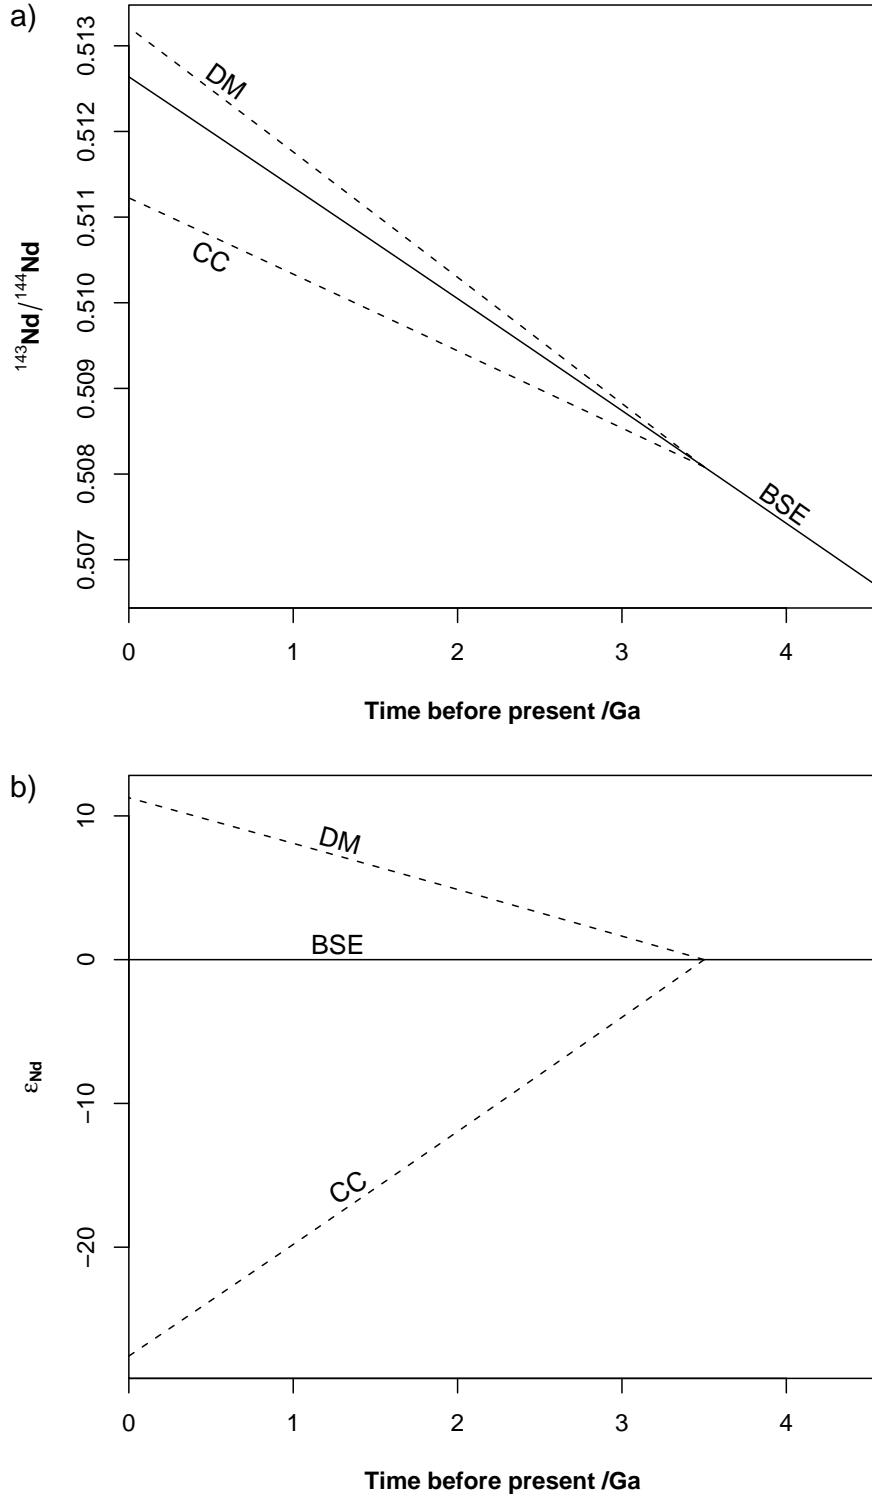 a)
0.513
0.512
0.511
0.510
0.509
0.508
0.507
¹⁴³Nd/¹⁴⁴Nd
DM
CC
BSE
0 1 2 3 4
Time before present /Ga
b)
10
0
−10
−20
εNd
DM
BSE
CC
0 1 2 3 4
Time before present /Ga